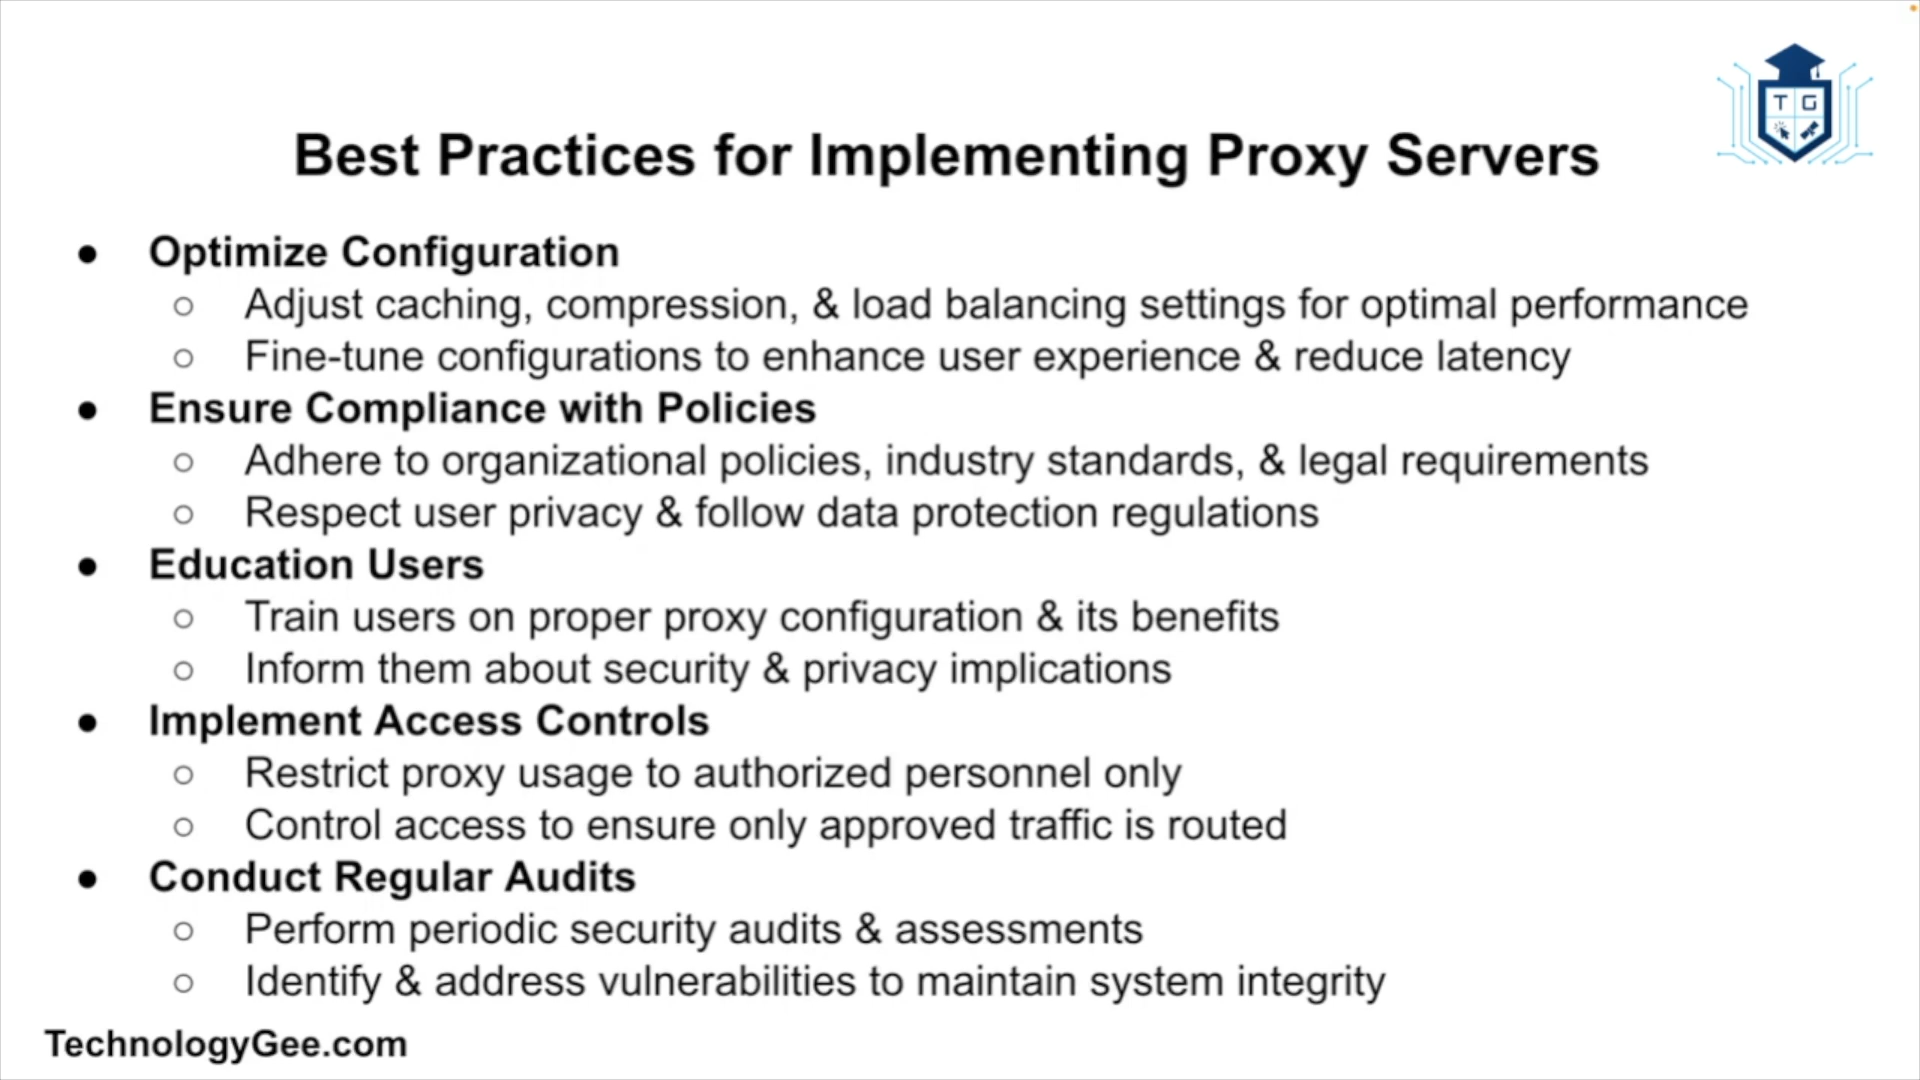 T G
Best Practices for Implementing Proxy Servers
● Optimize Configuration
○ Adjust caching, compression, & load balancing settings for optimal performance
○ Fine-tune configurations to enhance user experience & reduce latency
● Ensure Compliance with Policies
○ Adhere to organizational policies, industry standards, & legal requirements
○ Respect user privacy & follow data protection regulations
● Education Users
○ Train users on proper proxy configuration & its benefits
○ Inform them about security & privacy implications
● Implement Access Controls
○ Restrict proxy usage to authorized personnel only
○ Control access to ensure only approved traffic is routed
● Conduct Regular Audits
○ Perform periodic security audits & assessments
○ Identify & address vulnerabilities to maintain system integrity
TechnologyGee.com